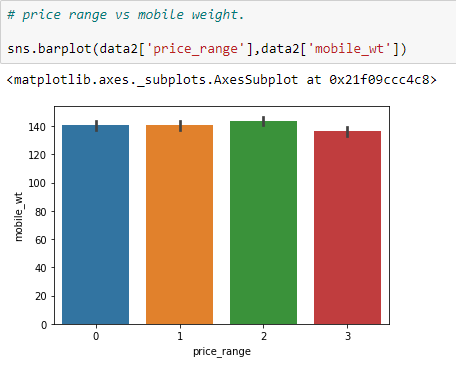 # price range vs mobile weight.
sns.barplot(data2['price_range'],data2['mobile_wt'])
<matplotlib.axes._subplots.AxesSubplot at 0x21f09ccc4c8>
140
120
100
80
60
40
20
0
mobile_wt
0 1 2 3
price_range